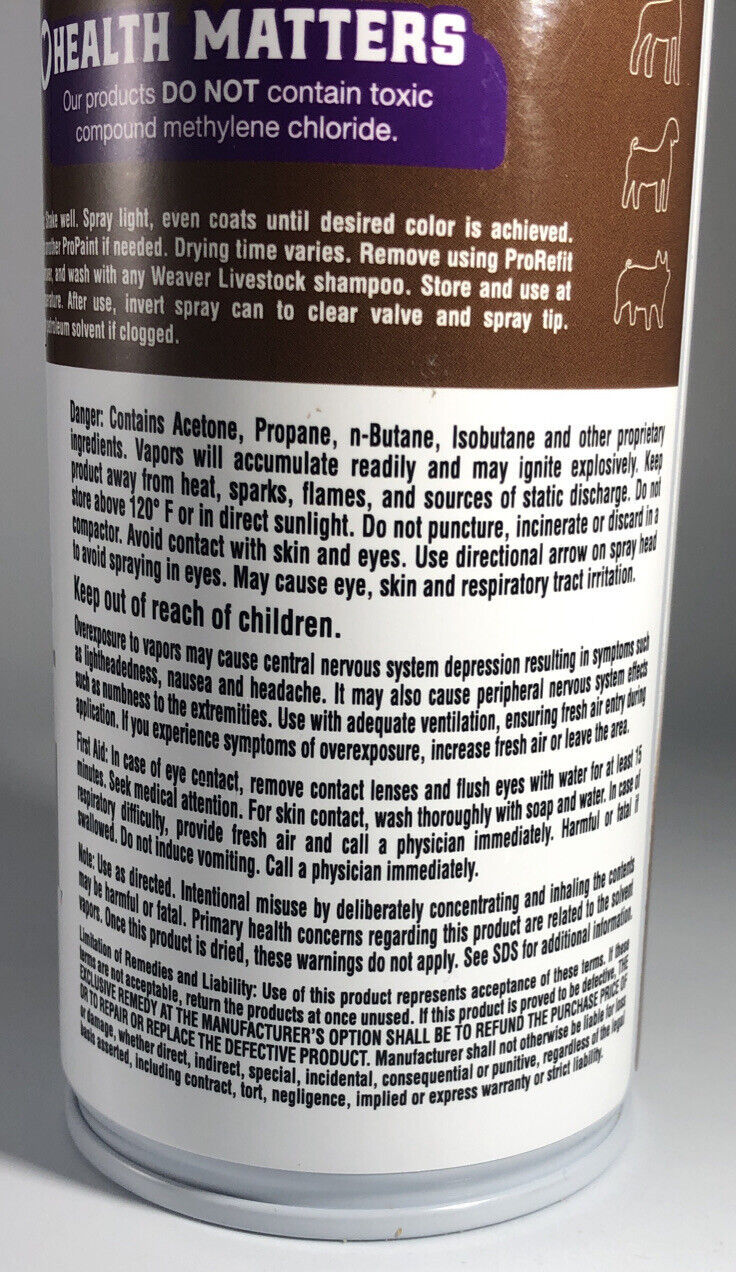 HEALTH MATTERS
Our products DO NOT contain toxic
compound methylene chloride.
Shake well. Spray light, even coats until desired color is achieved.
another ProPaint if needed. Drying time varies. Remove using ProRefit
and wash with any Weaver Livestock shampoo. Store and use at
After use, invert spray can to clear valve and spray tip.
petroleum solvent if clogged.
Danger: Contains Acetone, Propane, n-Butane, Isobutane and other proprietary
ingredients. Vapors will accumulate readily and may ignite explosively. Keep
product away from heat, sparks, flames, and sources of static discharge. Do not
store above 120° F or in direct sunlight. Do not puncture, incinerate or discard in a
compactor. Avoid contact with skin and eyes. Use directional arrow on spray head
to avoid spraying in eyes. May cause eye, skin and respiratory tract irritation.
Keep out of reach of children.
Overexposure to vapors may cause central nervous system depression resulting in symptoms such
as lightheadedness, nausea and headache. It may also cause peripheral nervous system effects
such as numbness to the extremities. Use with adequate ventilation, ensuring fresh air entry during
application. If you experience symptoms of overexposure, increase fresh air or leave the area.
First Aid: In case of eye contact, remove contact lenses and flush eyes with water for at least 15
minutes. Seek medical attention. For skin contact, wash thoroughly with soap and water. In case of
respiratory difficulty, provide fresh air and call a physician immediately. Harmful or fatal if
swallowed. Do not induce vomiting. Call a physician immediately.
Note: Use as directed. Intentional misuse by deliberately concentrating and inhaling the contents
may be harmful or fatal. Primary health concerns regarding this product are related to the solvent
vapors. Once this product is dried, these warnings do not apply. See SDS for additional information.
Limitation of Remedies and Liability: Use of this product represents acceptance of these terms. If these
terms are not acceptable, return the products at once unused. If this product is proved to be defective, THE
EXCLUSIVE REMEDY AT THE MANUFACTURER'S OPTION SHALL BE TO REFUND THE PURCHASE PRICE OF
OR TO REPAIR OR REPLACE THE DEFECTIVE PRODUCT. Manufacturer shall not otherwise be liable for loss
or damage, whether direct, indirect, special, incidental, consequential or punitive, regardless of the legal
basis asserted, including contract, tort, negligence, implied or express warranty or strict liability.